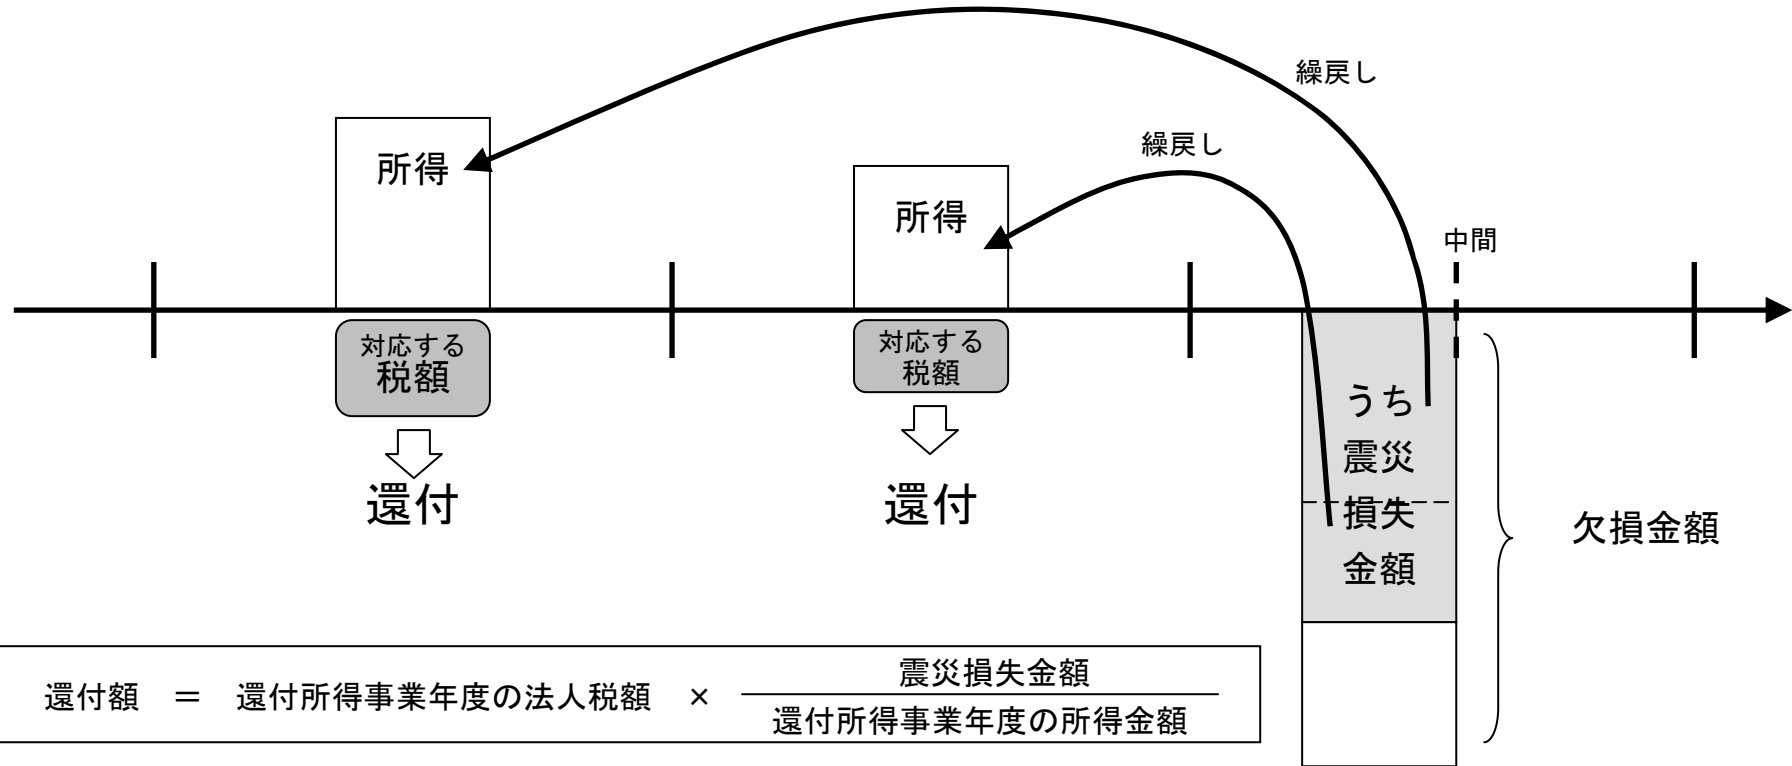 繰戻し
繰戻し
所得
所得
中間
対応する
税額
対応する
税額
還付
還付
うち
震災
損失
金額
欠損金額
還付額 ＝ 還付所得事業年度の法人税額 × 震災損失金額
還付所得事業年度の所得金額